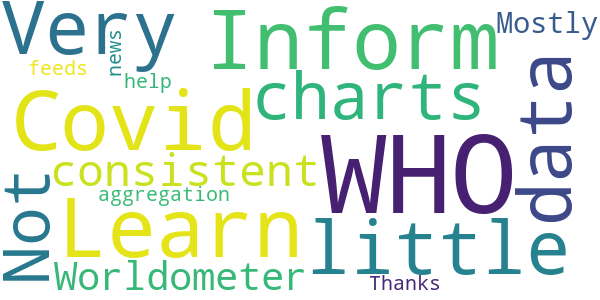 Very
news
Inform
Mostly
feeds
help
charts
Covid
data
consistent
WHO
Not
aggregation
Learn
little
Worldometer
Thanks